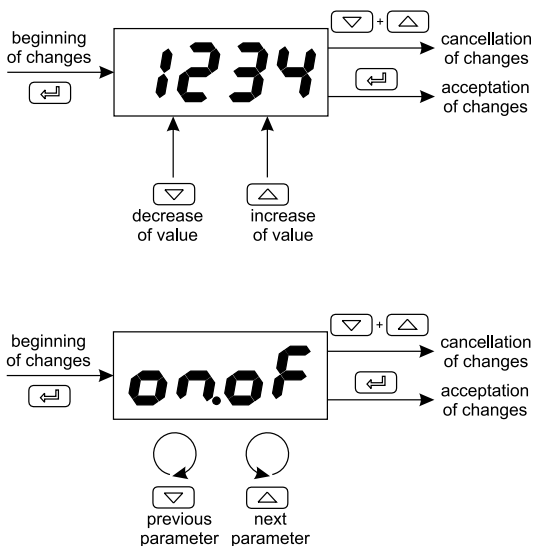 beginning
of changes
1234
+
cancellation
of changes
acceptation
of changes
decrease
of value
increase
of value
beginning
of changes
on.oF
+
cancellation
of changes
acceptation
of changes
previous
parameter
next
parameter